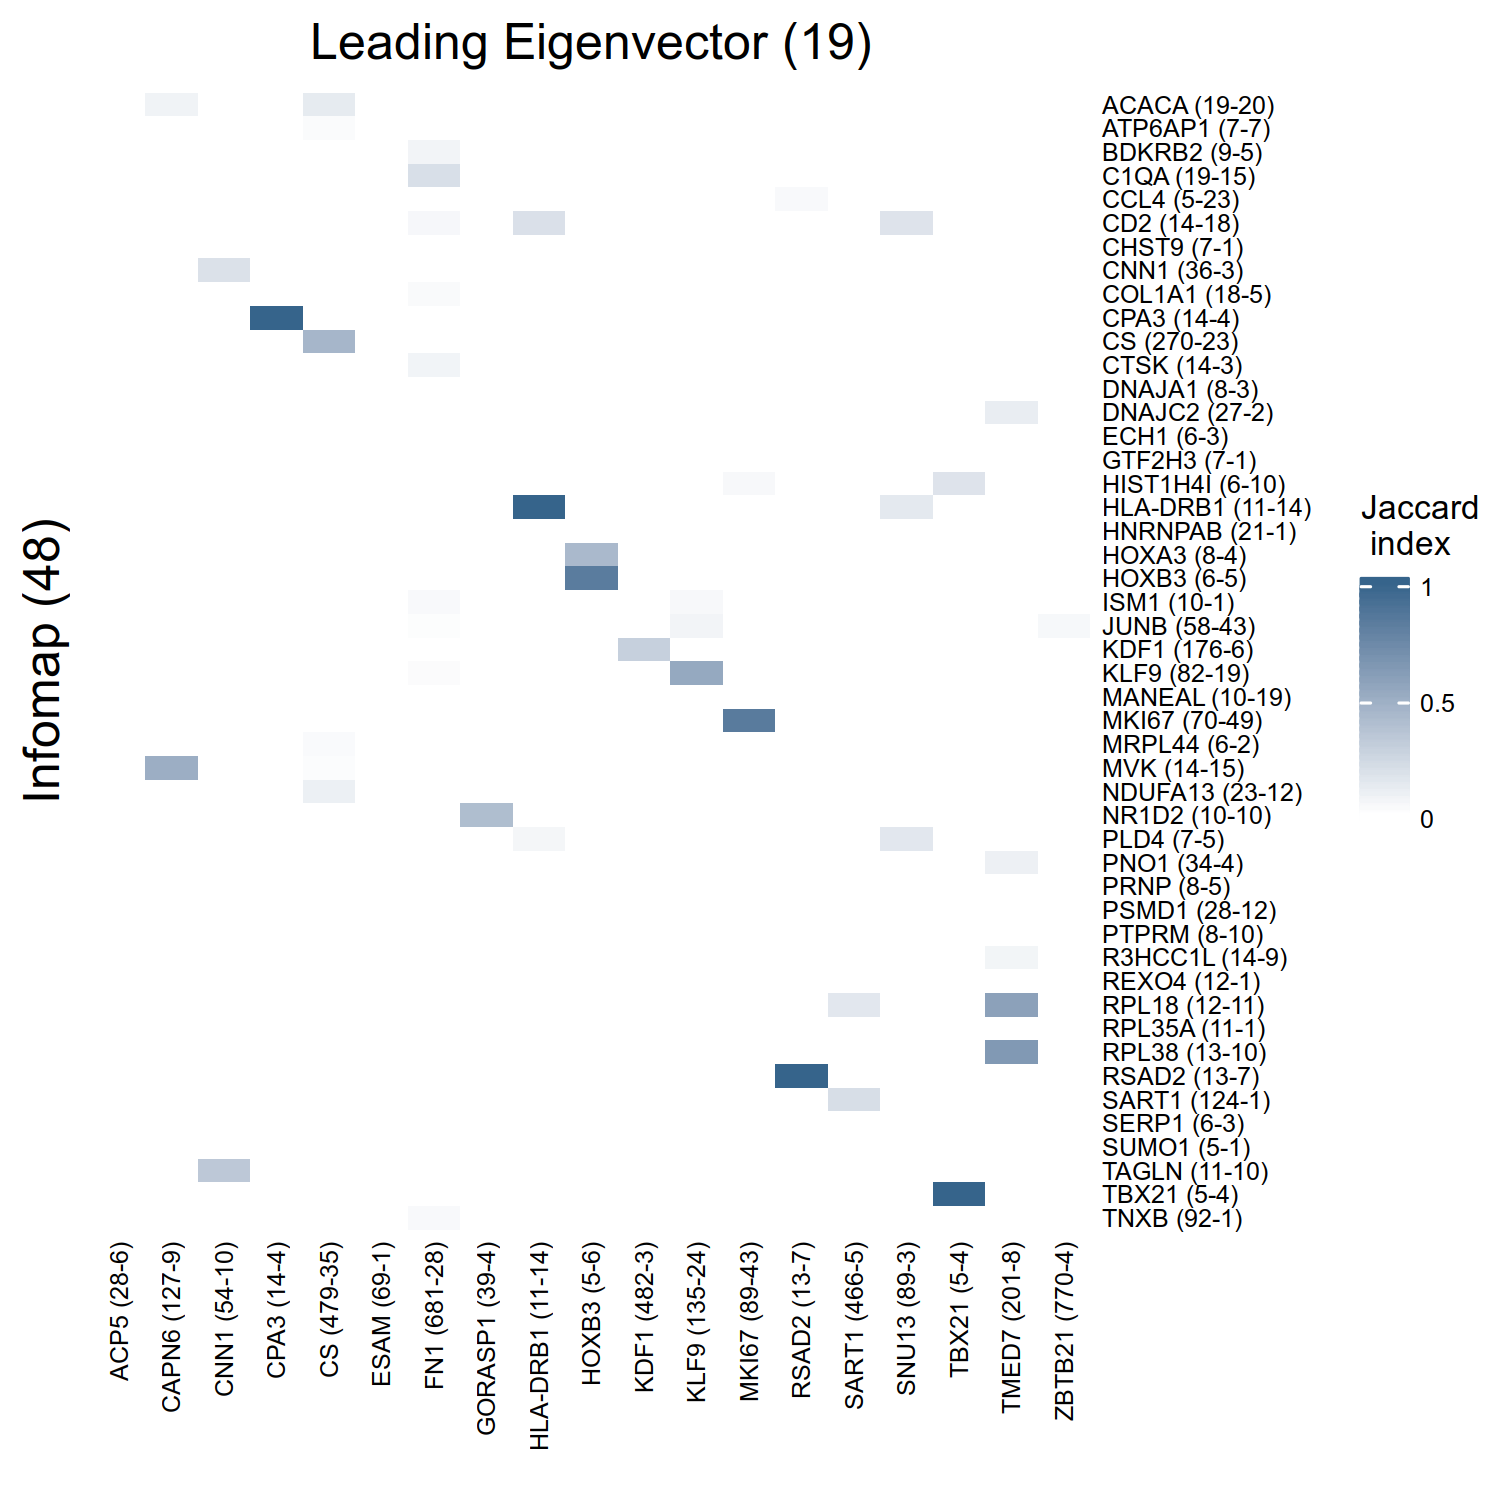 Leading Eigenvector (19)
Infomap (48)
ACACA (19-20)
ATP6AP1 (7-7)
BDKRB2 (9-5)
C1QA (19-15)
CCL4 (5-23)
CD2 (14-18)
CHST9 (7-1)
CNN1 (36-3)
COL1A1 (18-5)
CPA3 (14-4)
CS (270-23)
CTSK (14-3)
DNAJA1 (8-3)
DNAJC2 (27-2)
ECH1 (6-3)
GTF2H3 (7-1)
HIST1H4I (6-10)
HLA-DRB1 (11-14)
HNRNPAB (21-1)
HOXA3 (8-4)
HOXB3 (6-5)
ISM1 (10-1)
JUNB (58-43)
KDF1 (176-6)
KLF9 (82-19)
MANEAL (10-19)
MKI67 (70-49)
MRPL44 (6-2)
MVK (14-15)
NDUFA13 (23-12)
NR1D2 (10-10)
PLD4 (7-5)
PNO1 (34-4)
PRNP (8-5)
PSMD1 (28-12)
PTPRM (8-10)
R3HCC1L (14-9)
REXO4 (12-1)
RPL18 (12-11)
RPL35A (11-1)
RPL38 (13-10)
RSAD2 (13-7)
SART1 (124-1)
SERP1 (6-3)
SUMO1 (5-1)
TAGLN (11-10)
TBX21 (5-4)
TNXB (92-1)
Jaccard
index
1
0.5
0
ACP5 (28-6)
CAPN6 (127-9)
CNN1 (54-10)
CPA3 (14-4)
CS (479-35)
ESAM (69-1)
FN1 (681-28)
GORASP1 (39-4)
HLA-DRB1 (11-14)
HOXB3 (5-6)
KDF1 (482-3)
KLF9 (135-24)
MKI67 (89-43)
RSAD2 (13-7)
SART1 (466-5)
SNU13 (89-3)
TBX21 (5-4)
TMED7 (201-8)
ZBTB21 (770-4)